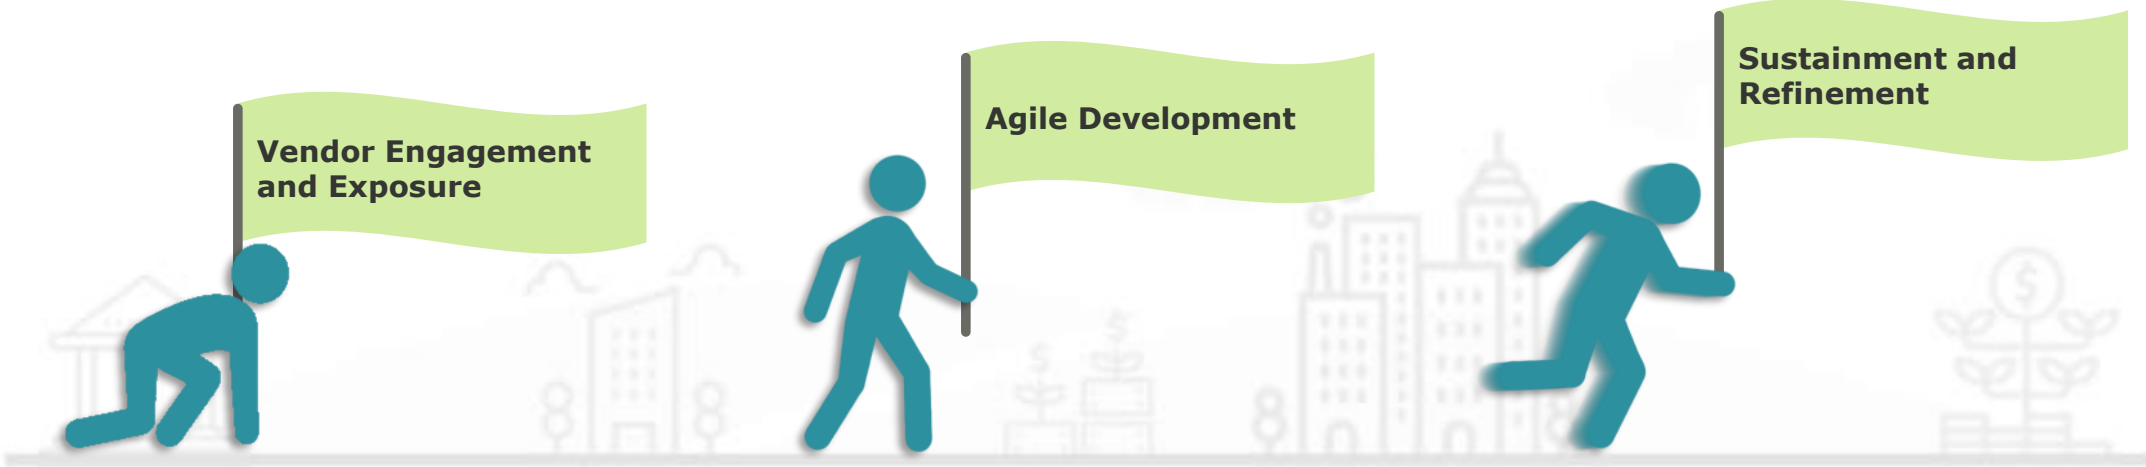 Vendor Engagement
and Exposure
Agile Development
Sustainment and
Refinement